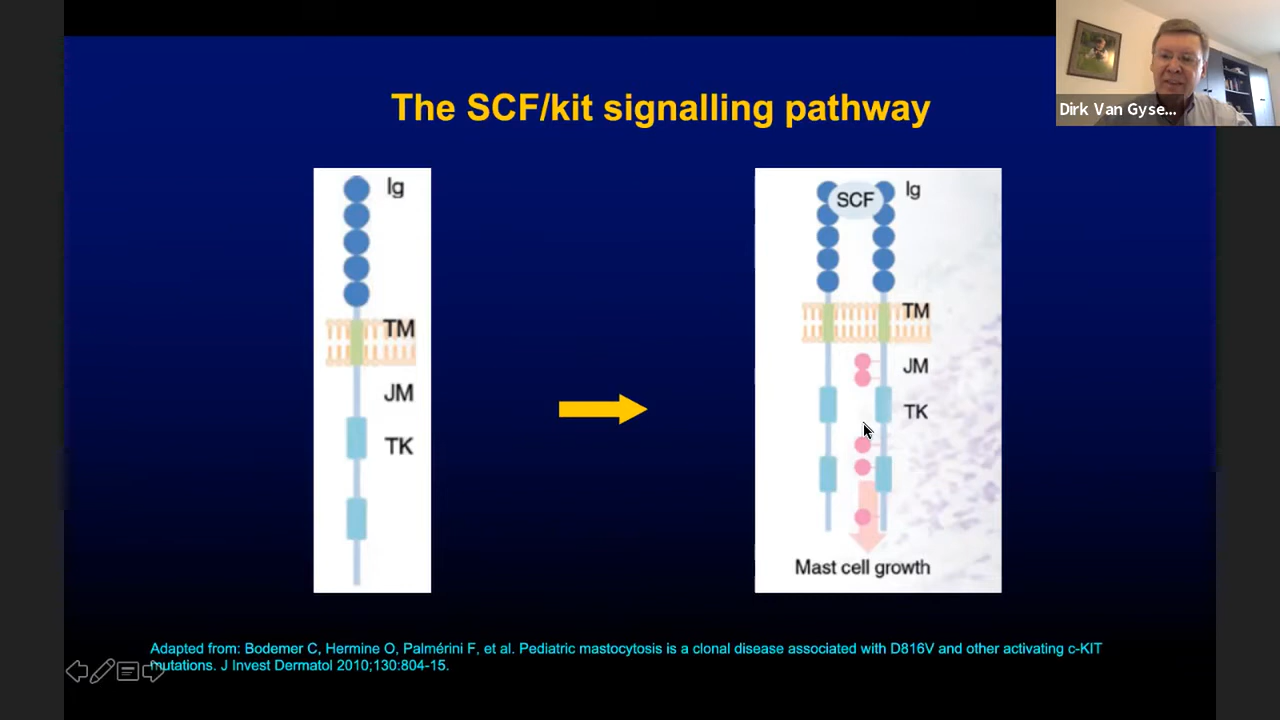 Dirk Van Gyse...
The SCF/kit signalling pathway
Ig
TM
JM
TK
SCF
Ig
TM
JM
TK
Mast cell growth
Adapted from: Bodemer C, Hermine O, Palmérini F, et al. Pediatric mastocytosis is a clonal disease associated with D816V and other activating c-KIT
mutations. J Invest Dermatol 2010;130:804-15.